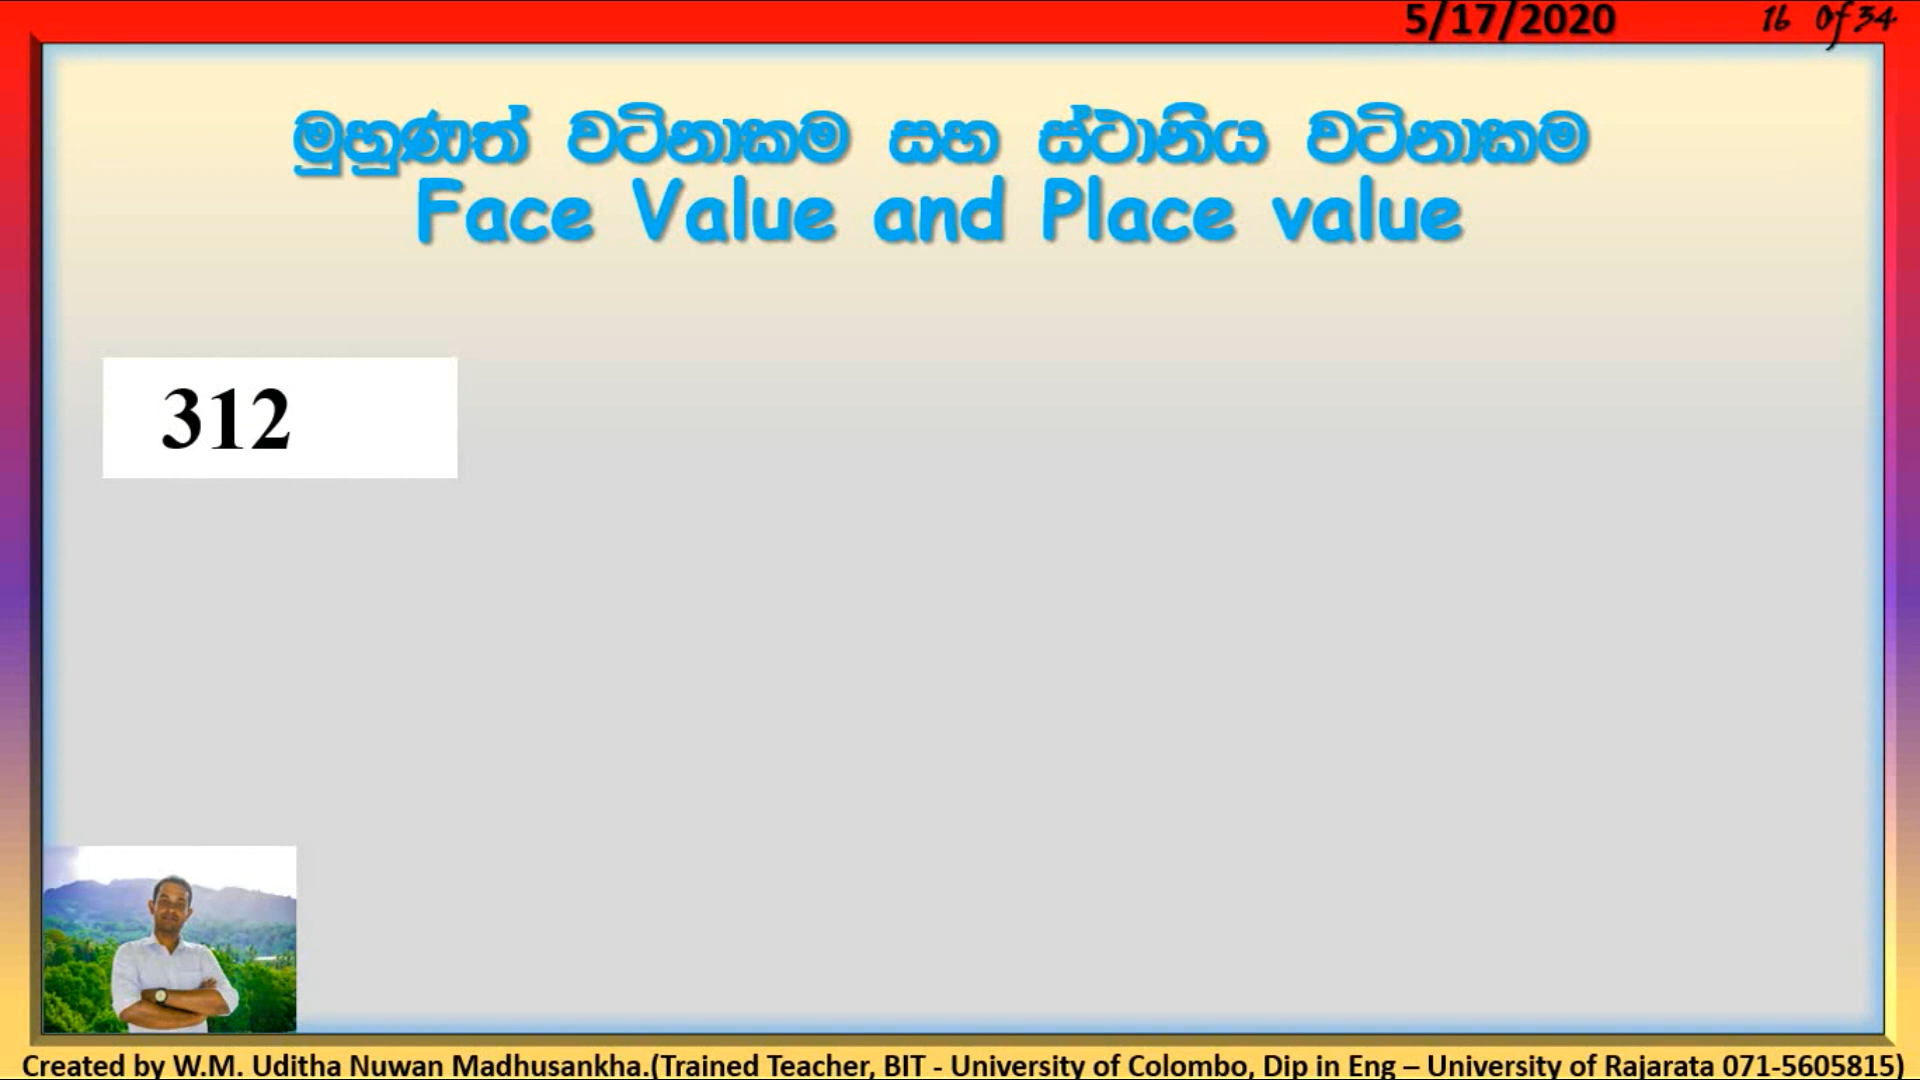 5/17/2020 16 Of 34
මුහුණත් වටිනාකම සහ ස්ථානීය වටිනාකම
Face Value and Place value
312
Created by W.M. Uditha Nuwan Madhusankha.(Trained Teacher, BIT - University of Colombo, Dip in Eng – University of Rajarata 071-5605815)